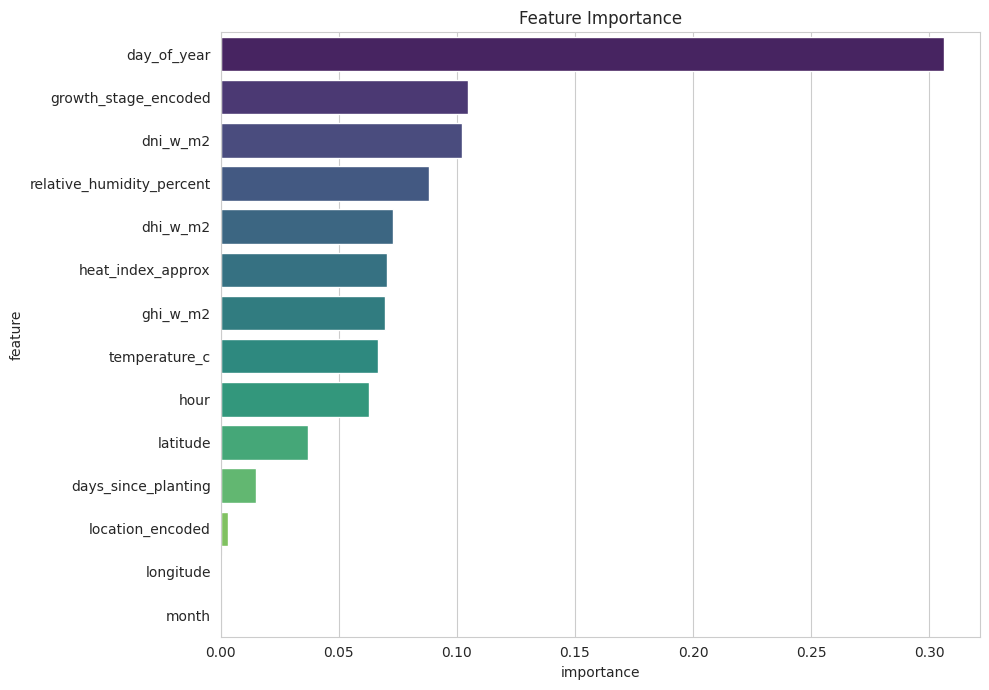 Feature Importance
day_of_year
growth_stage_encoded
dni_w_m2
relative_humidity_percent
dhi_w_m2
heat_index_approx
ghi_w_m2
temperature_c
hour
latitude
days_since_planting
location_encoded
longitude
month
feature
0.00 0.05 0.10 0.15 0.20 0.25 0.30
importance